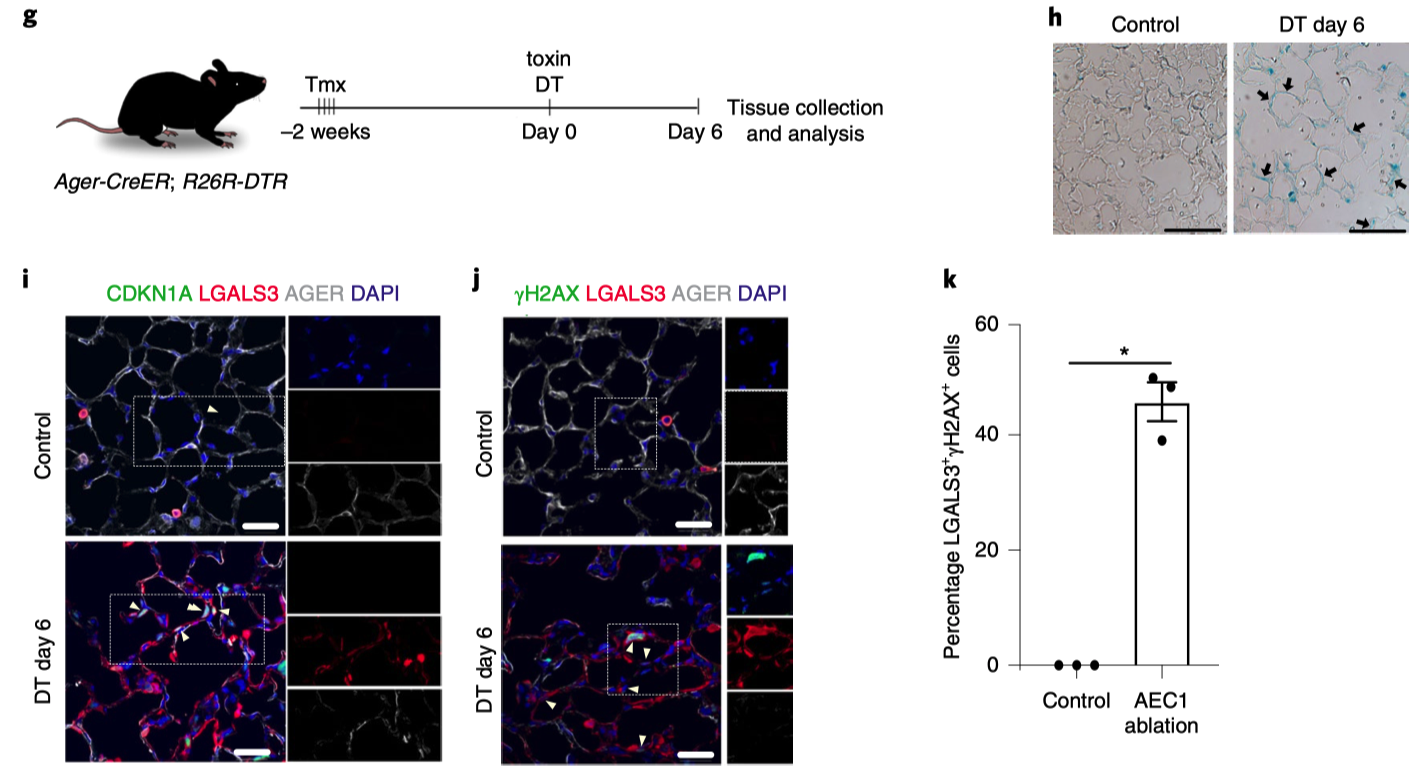 g
Tmx
toxin
DT
–2 weeks
Day 0
Day 6
Tissue collection
and analysis
Ager-CreER; R26R-DTR
h
Control
DT day 6
i
CDKN1A LGALS3 AGER DAPI
Control
DT day 6
j
γH2AX LGALS3 AGER DAPI
Control
DT day 6
k
Percentage LGALS3⁺γH2AX⁺ cells
60
40
20
0
*
Control
AEC1
ablation